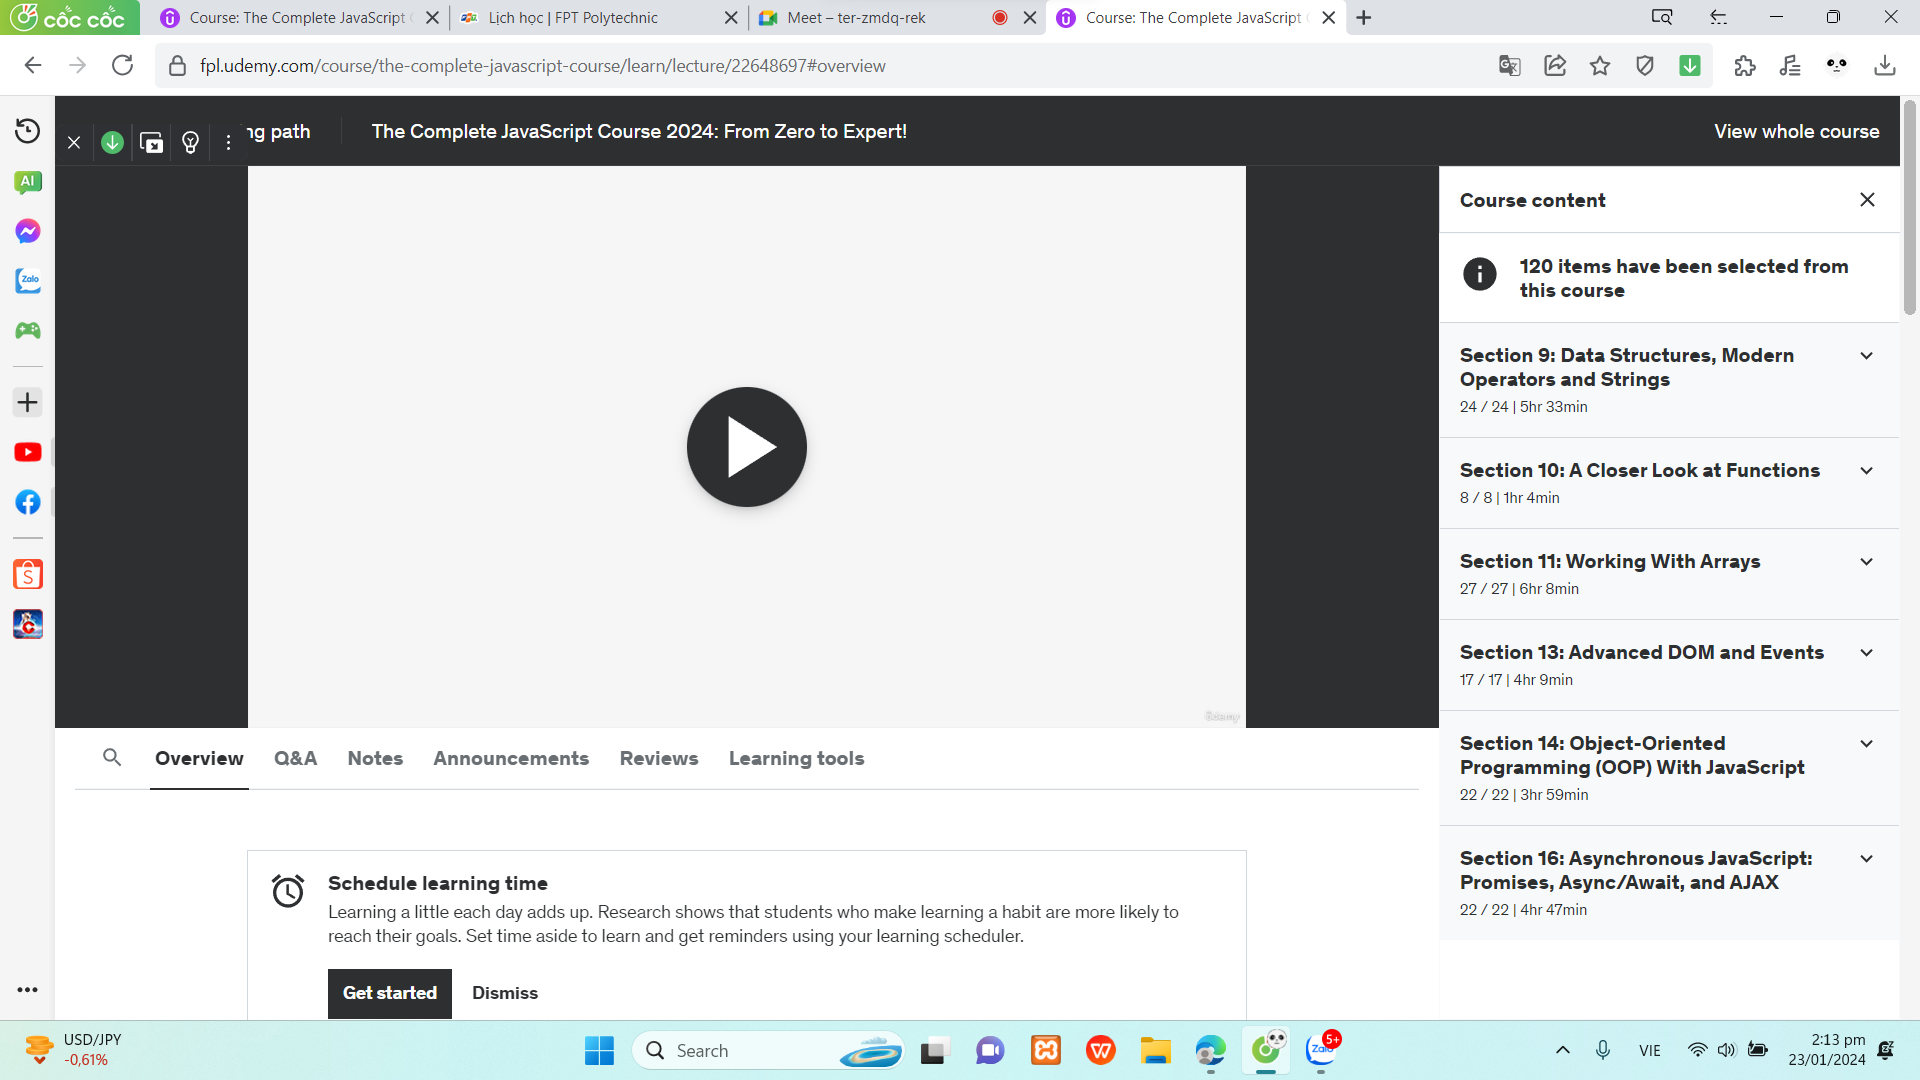 cốc cốc
Course: The Complete JavaScript
Lịch học | FPT Polytechnic
Meet – ter-zmdq-rek
Course: The Complete JavaScript
fpl.udemy.com/course/the-complete-javascript-course/learn/lecture/22648697#overview
ng path
The Complete JavaScript Course 2024: From Zero to Expert!
View whole course
AI
Zalo
Udemy
Overview
Q&A
Notes
Announcements
Reviews
Learning tools
Schedule learning time
Learning a little each day adds up. Research shows that students who make learning a habit are more likely to
reach their goals. Set time aside to learn and get reminders using your learning scheduler.
Get started
Dismiss
Course content
120 items have been selected from
this course
Section 9: Data Structures, Modern
Operators and Strings
24 / 24 | 5hr 33min
Section 10: A Closer Look at Functions
8 / 8 | 1hr 4min
Section 11: Working With Arrays
27 / 27 | 6hr 8min
Section 13: Advanced DOM and Events
17 / 17 | 4hr 9min
Section 14: Object-Oriented
Programming (OOP) With JavaScript
22 / 22 | 3hr 59min
Section 16: Asynchronous JavaScript:
Promises, Async/Await, and AJAX
22 / 22 | 4hr 47min
USD/JPY
-0,61%
Search
Zalo
5+
VIE
2:13 pm
23/01/2024